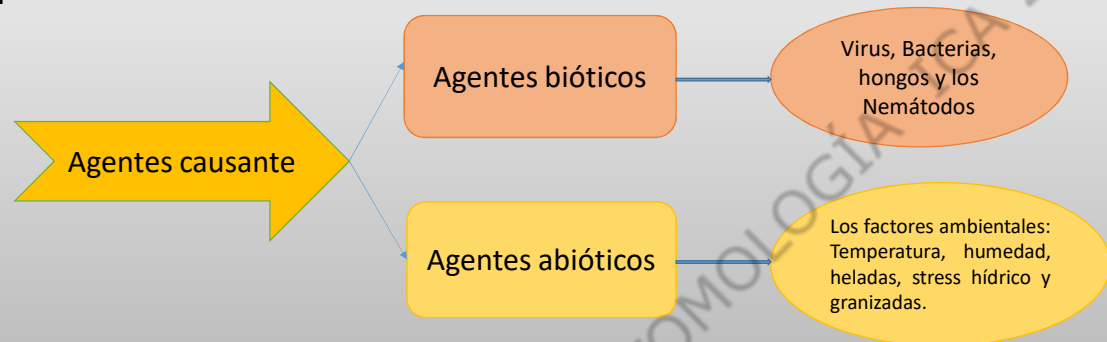 Agentes causante
Agentes bióticos
Virus, Bacterias,
hongos y los
Nemátodos
Agentes abióticos
Los factores ambientales:
Temperatura, humedad,
heladas, stress hídrico y
granizadas.